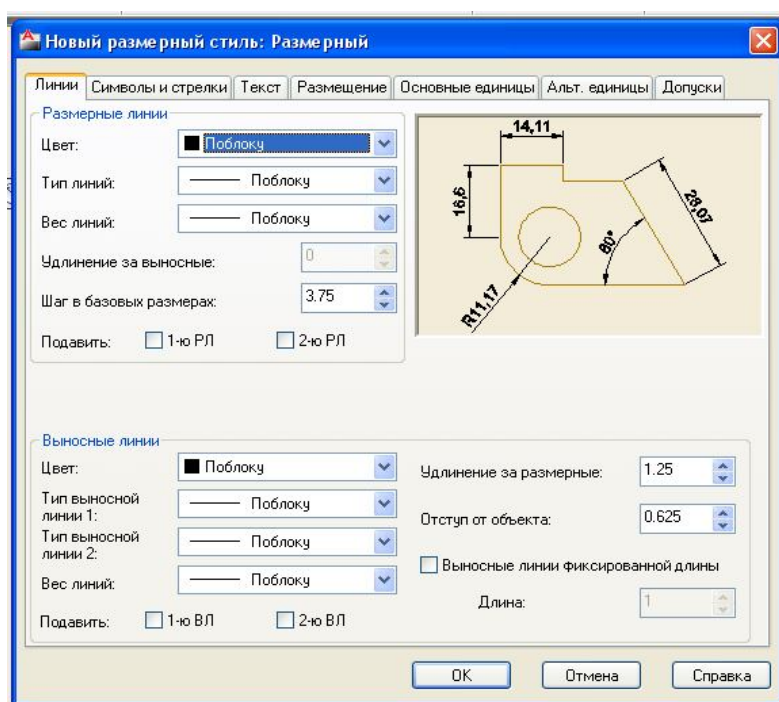 Новый размерный стиль: Размерный
Линии Символы и стрелки Текст Размещение Основные единицы Альт. единицы Допуски
Размерные линии
Цвет: Поблоку
Тип линий: Поблоку
Вес линий: Поблоку
Удлинение за выносные: 0
Шаг в базовых размерах: 3.75
Подавить: 1-ю РЛ 2-ю РЛ
14,11
16,6
28,07
60°
R11,17
Выносные линии
Цвет: Поблоку
Тип выносной
линии 1: Поблоку
Тип выносной
линии 2: Поблоку
Вес линий: Поблоку
Подавить: 1-ю ВЛ 2-ю ВЛ
Удлинение за размерные: 1.25
Отступ от объекта: 0.625
Выносные линии фиксированной длины
Длина: 1
OK Отмена Справка